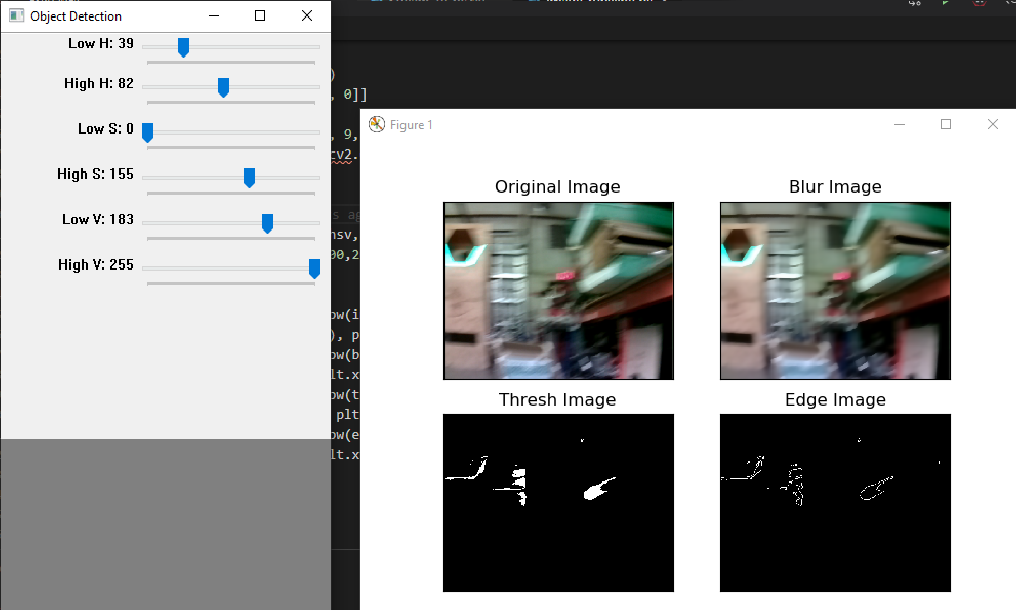 Object Detection
Low H: 39
High H: 82
Low S: 0
High S: 155
Low V: 183
High V: 255
)
, 0]]
, 9,
cv2.
s ag
nsv,
00,2
ow(i
), p
ow(b
lt.x
ow(t
plt
ow(e
lt.x
Figure 1
Original Image
Blur Image
Thresh Image
Edge Image